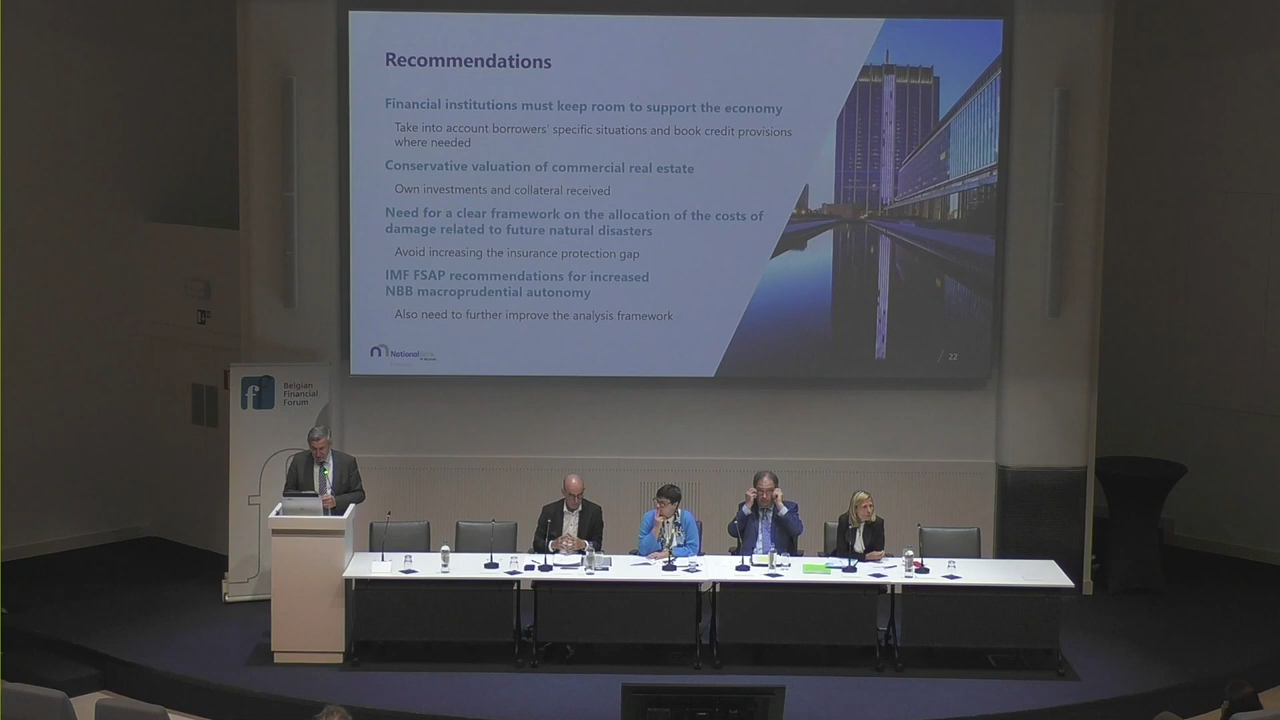 Recommendations
Financial institutions must keep room to support the economy
Take into account borrowers' specific situations and book credit provisions
where needed
Conservative valuation of commercial real estate
Own investments and collateral received
Need for a clear framework on the allocation of the costs of
damage related to future natural disasters
Avoid increasing the insurance protection gap
IMF FSAP recommendations for increased
NBB macroprudential autonomy
Also need to further improve the analysis framework
National
/ 22
f
Belgian
Financial
Forum